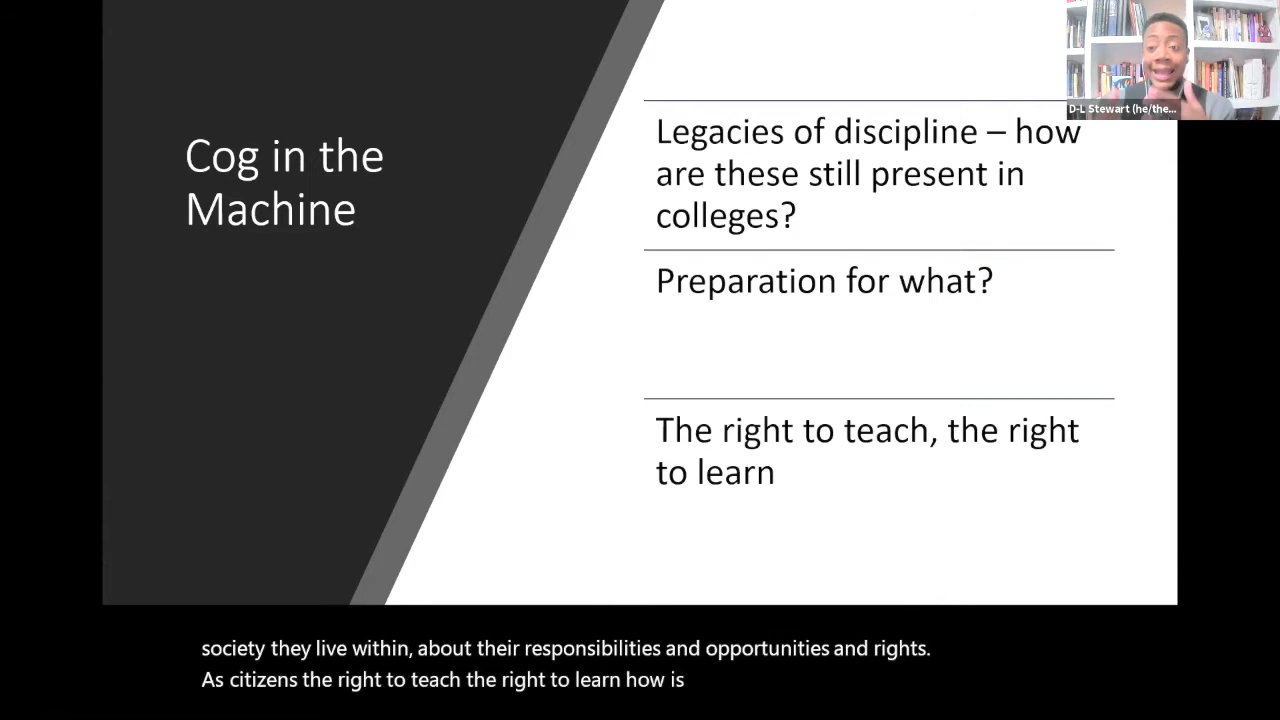 Cog in the
Machine
D-L Stewart (he/the...
Legacies of discipline – how
are these still present in
colleges?
Preparation for what?
The right to teach, the right
to learn
society they live within, about their responsibilities and opportunities and rights.
As citizens the right to teach the right to learn how is